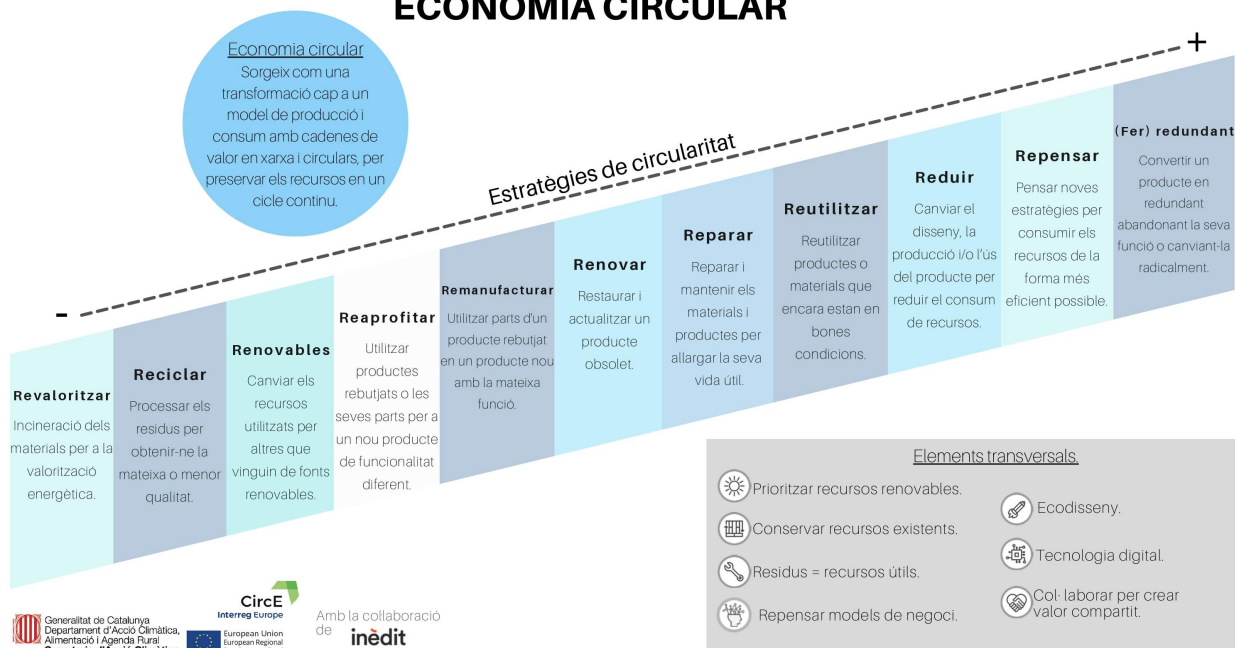 ECONOMIA CIRCULAR
Economia circular
Sorgeix com una
transformació cap a un
model de producció i
consum amb cadenes de
valor en xarxa i circulars, per
preservar els recursos en un
cicle continu.
-
Estratègies de circularitat
+
Revaloritzar
Incineració dels
materials per a la
valorització
energètica.
Reciclar
Processar els
residus per
obtenir-ne la
mateixa o menor
qualitat.
Renovables
Canviar els
recursos
utilitzats per
altres que
vinguin de fonts
renovables.
Reaprofitar
Utilitzar
productes
rebutjats o les
seves parts per a
un nou producte
de funcionalitat
diferent.
Remanufacturar
Utilitzar parts d'un
producte rebutjat
en un producte nou
amb la mateixa
funció.
Renovar
Restaurar i
actualitzar un
producte
obsolet.
Reparar
Reparar i
mantenir els
materials i
productes per
allargar la seva
vida útil.
Reutilitzar
Reutilitzar
productes o
materials que
encara estan en
bones
condicions.
Reduir
Canviar el
disseny, la
producció i/o l'ús
del producte per
reduir el consum
de recursos.
Repensar
Pensar noves
estratègies per
consumir els
recursos de la
forma més
eficient possible.
(Fer) redundant
Convertir un
producte en
redundant
abandonant la seva
funció o canviant-la
radicalment.
Elements transversals.
Prioritzar recursos renovables.
Conservar recursos existents.
Residus = recursos útils.
Repensar models de negoci.
Ecodisseny.
Tecnologia digital.
Col· laborar per crear
valor compartit.
Generalitat de Catalunya
Departament d'Acció Climàtica,
Alimentació i Agenda Rural
Secretaria d'Acció Climàtica
CircE
Interreg Europe
European Union
European Regional
Amb la col·laboració
de
inèdit